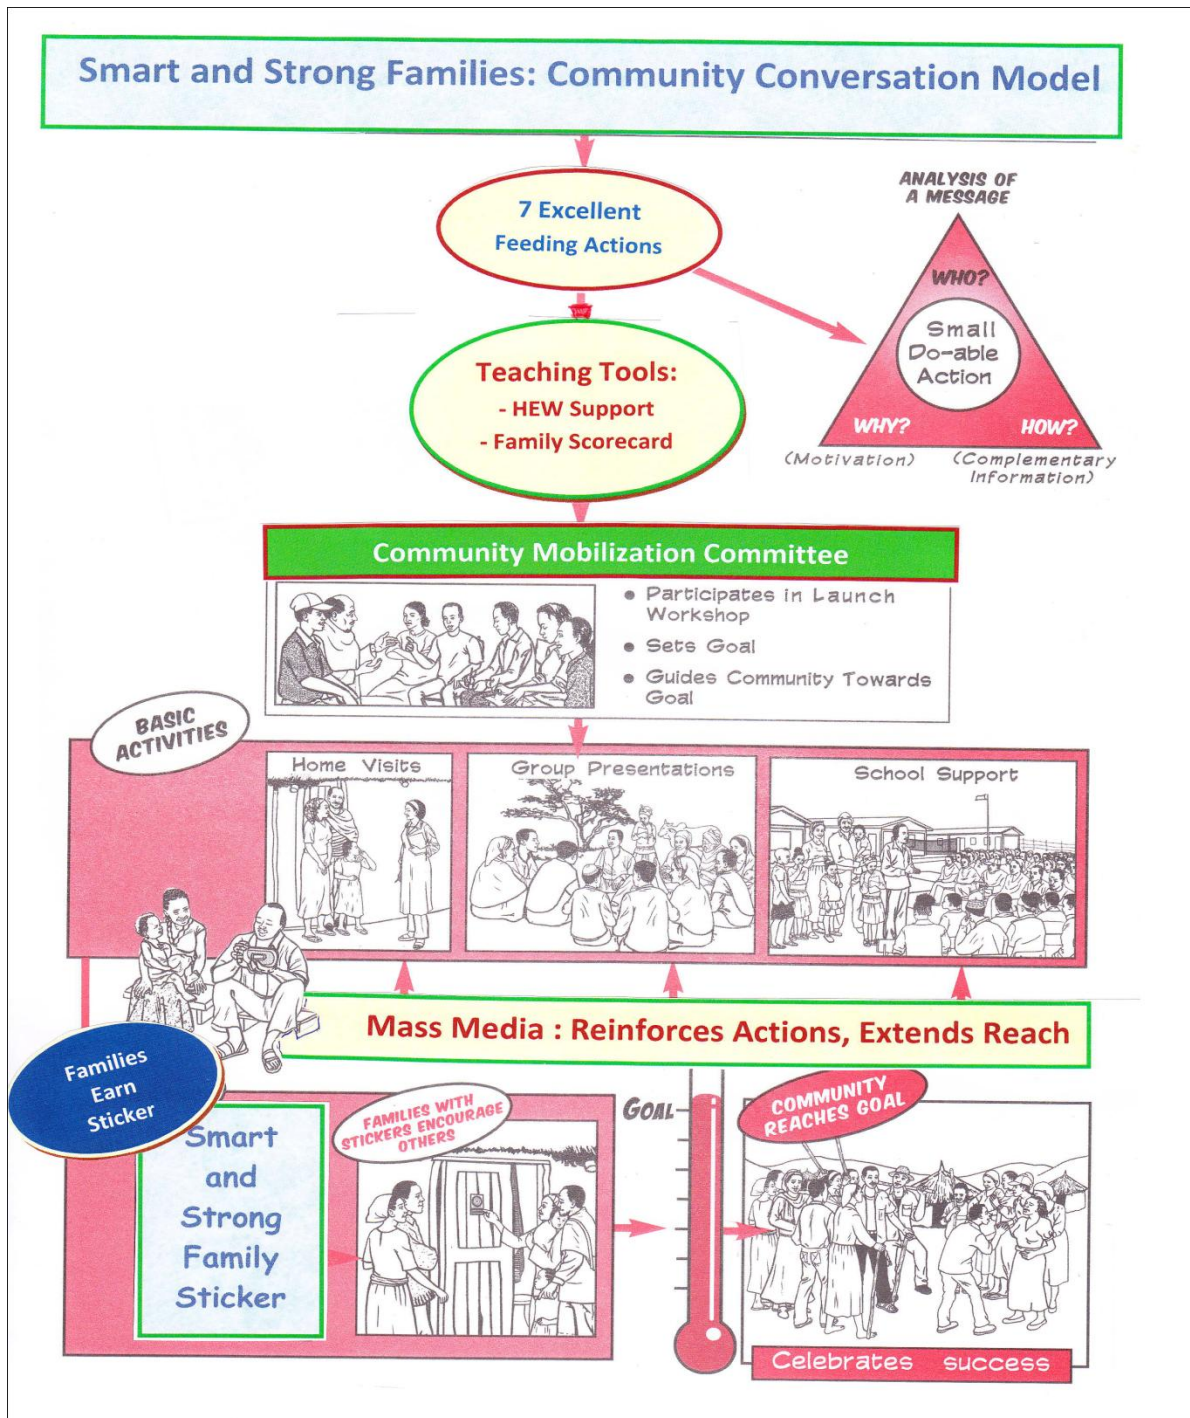 Smart and Strong Families: Community Conversation Model
7 Excellent
Feeding Actions
ANALYSIS OF
A MESSAGE
WHO?
Small
Do-able
Action
WHY?
HOW?
(Motivation)
(Complementary
Information)
Teaching Tools:
- HEW Support
- Family Scorecard
Community Mobilization Committee
• Participates in Launch
Workshop
• Sets Goal
• Guides Community Towards
Goal
BASIC
ACTIVITIES
Home Visits
Group Presentations
School Support
Mass Media : Reinforces Actions, Extends Reach
Families
Earn
Sticker
Smart
and
Strong
Family
Sticker
FAMILIES WITH
STICKERS ENCOURAGE
OTHERS
GOAL
COMMUNITY
REACHES GOAL
Celebrates success